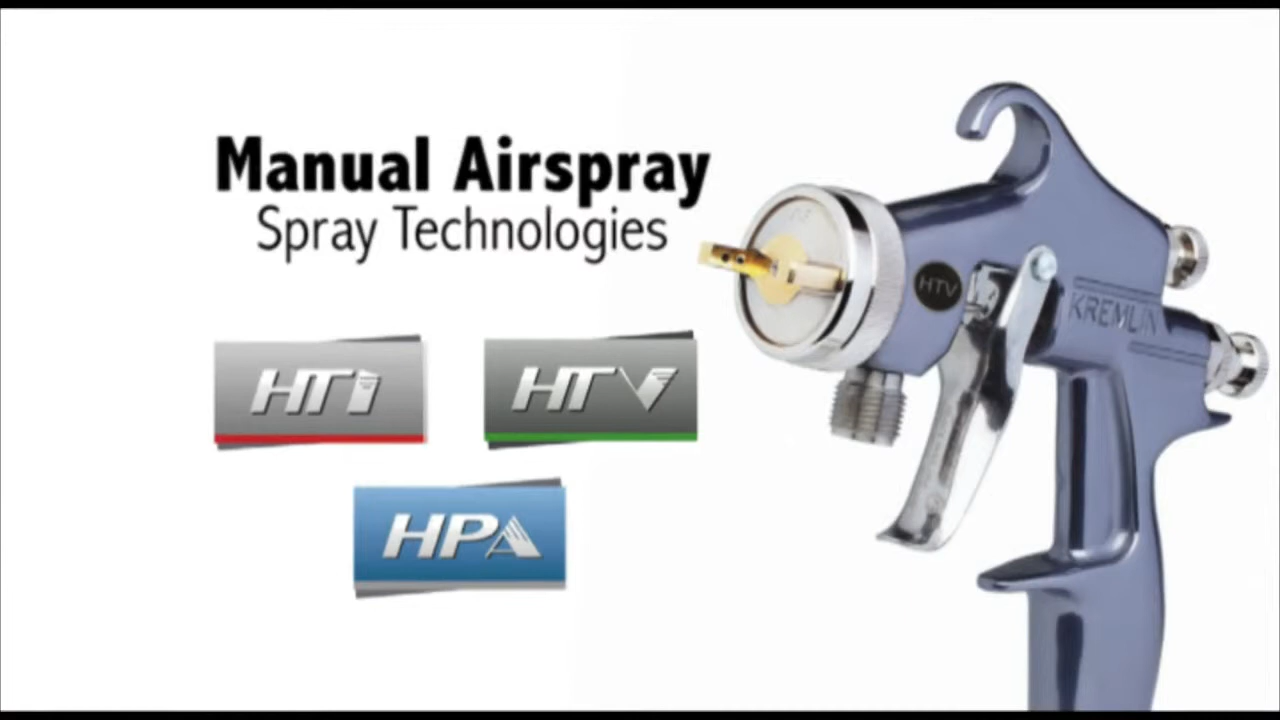 Manual Airspray
Spray Technologies
HTi
HTV
HPA
HTV
KREMLIN